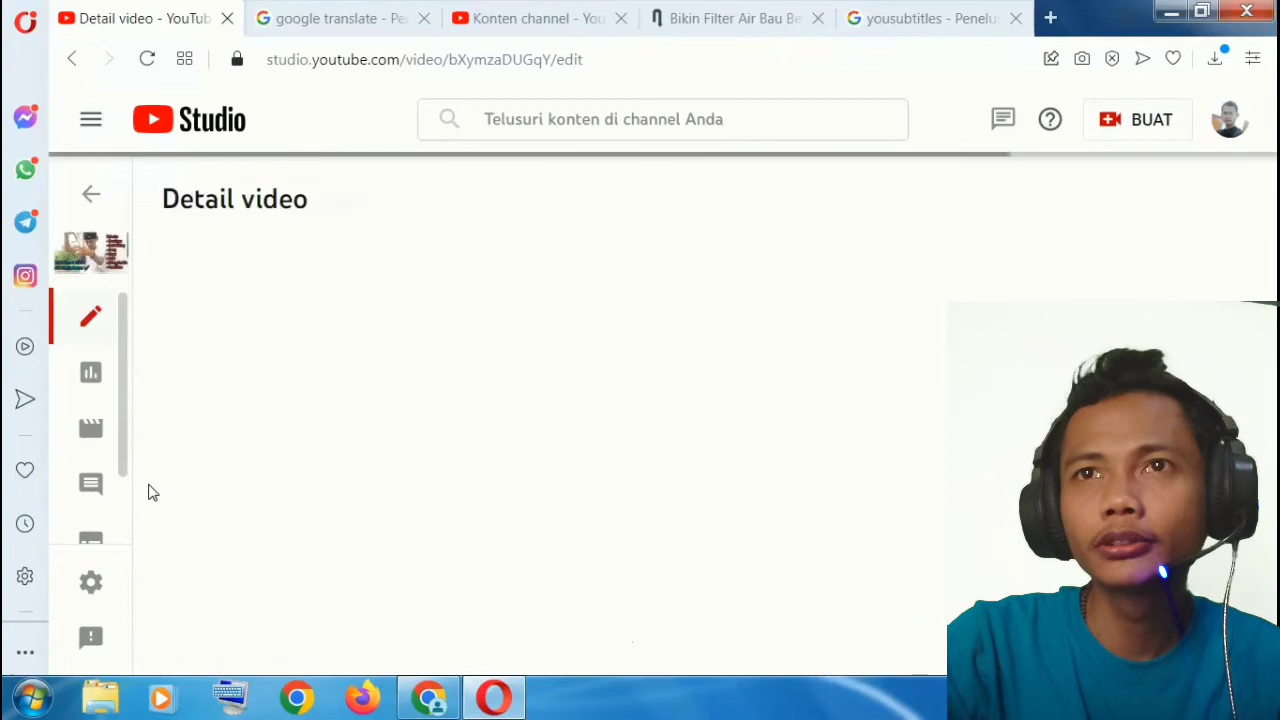 Detail video - YouTub
google translate - Pe
Konten channel - You
Bikin Filter Air Bau Be
yousubtitles - Penelus
studio.youtube.com/video/bXymzaDUGqY/edit
Studio
Telusuri konten di channel Anda
BUAT
Detail video